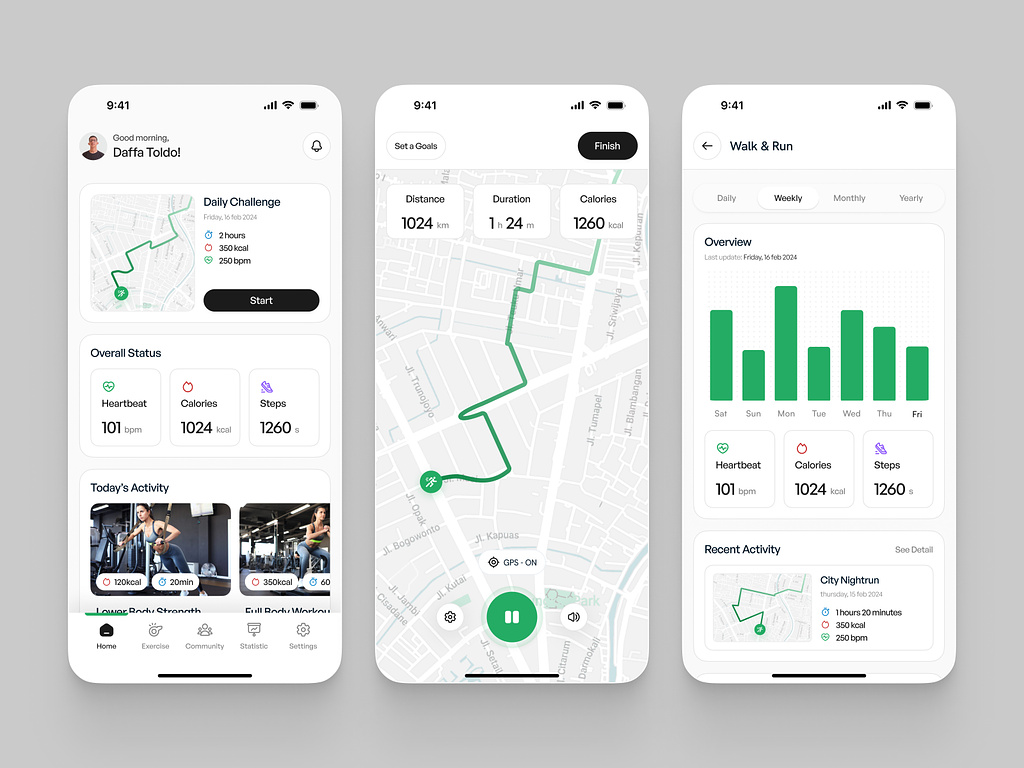 9:41
Good morning,
Daffa Toldo!
Daily Challenge
Friday, 16 feb 2024
2 hours
350 kcal
250 bpm
Start
Overall Status
Heartbeat
101 bpm
Calories
1024 kcal
Steps
1260 s
Today's Activity
120kcal
20min
350kcal
60
Lower Body Strength
Full Body Workou
Home
Exercise
Community
Statistic
Settings
9:41
Set a Goals
Finish
Distance
1024 km
Duration
1 h 24 m
Calories
1260 kcal
Jl. Kepuhran
Anwari
Jl. Sriwijaya
Jl. Trunojoyo
Jl. Tumapel
Jl. Blambangan
Jl. Opak
Jl. Bogowonto
Jl. Kapuas
GPS - ON
Jl. Kulai
Jl. Jambi
Cisadane
Park
Jl. Setail
Citarum
Darmokali
9:41
Walk & Run
Daily
Weekly
Monthly
Yearly
Overview
Last update: Friday, 16 feb 2024
Sat
Sun
Mon
Tue
Wed
Thu
Fri
Heartbeat
101 bpm
Calories
1024 kcal
Steps
1260 s
Recent Activity
See Detail
City Nightrun
thursday, 15 feb 2024
1 hours 20 minutes
350 kcal
250 bpm